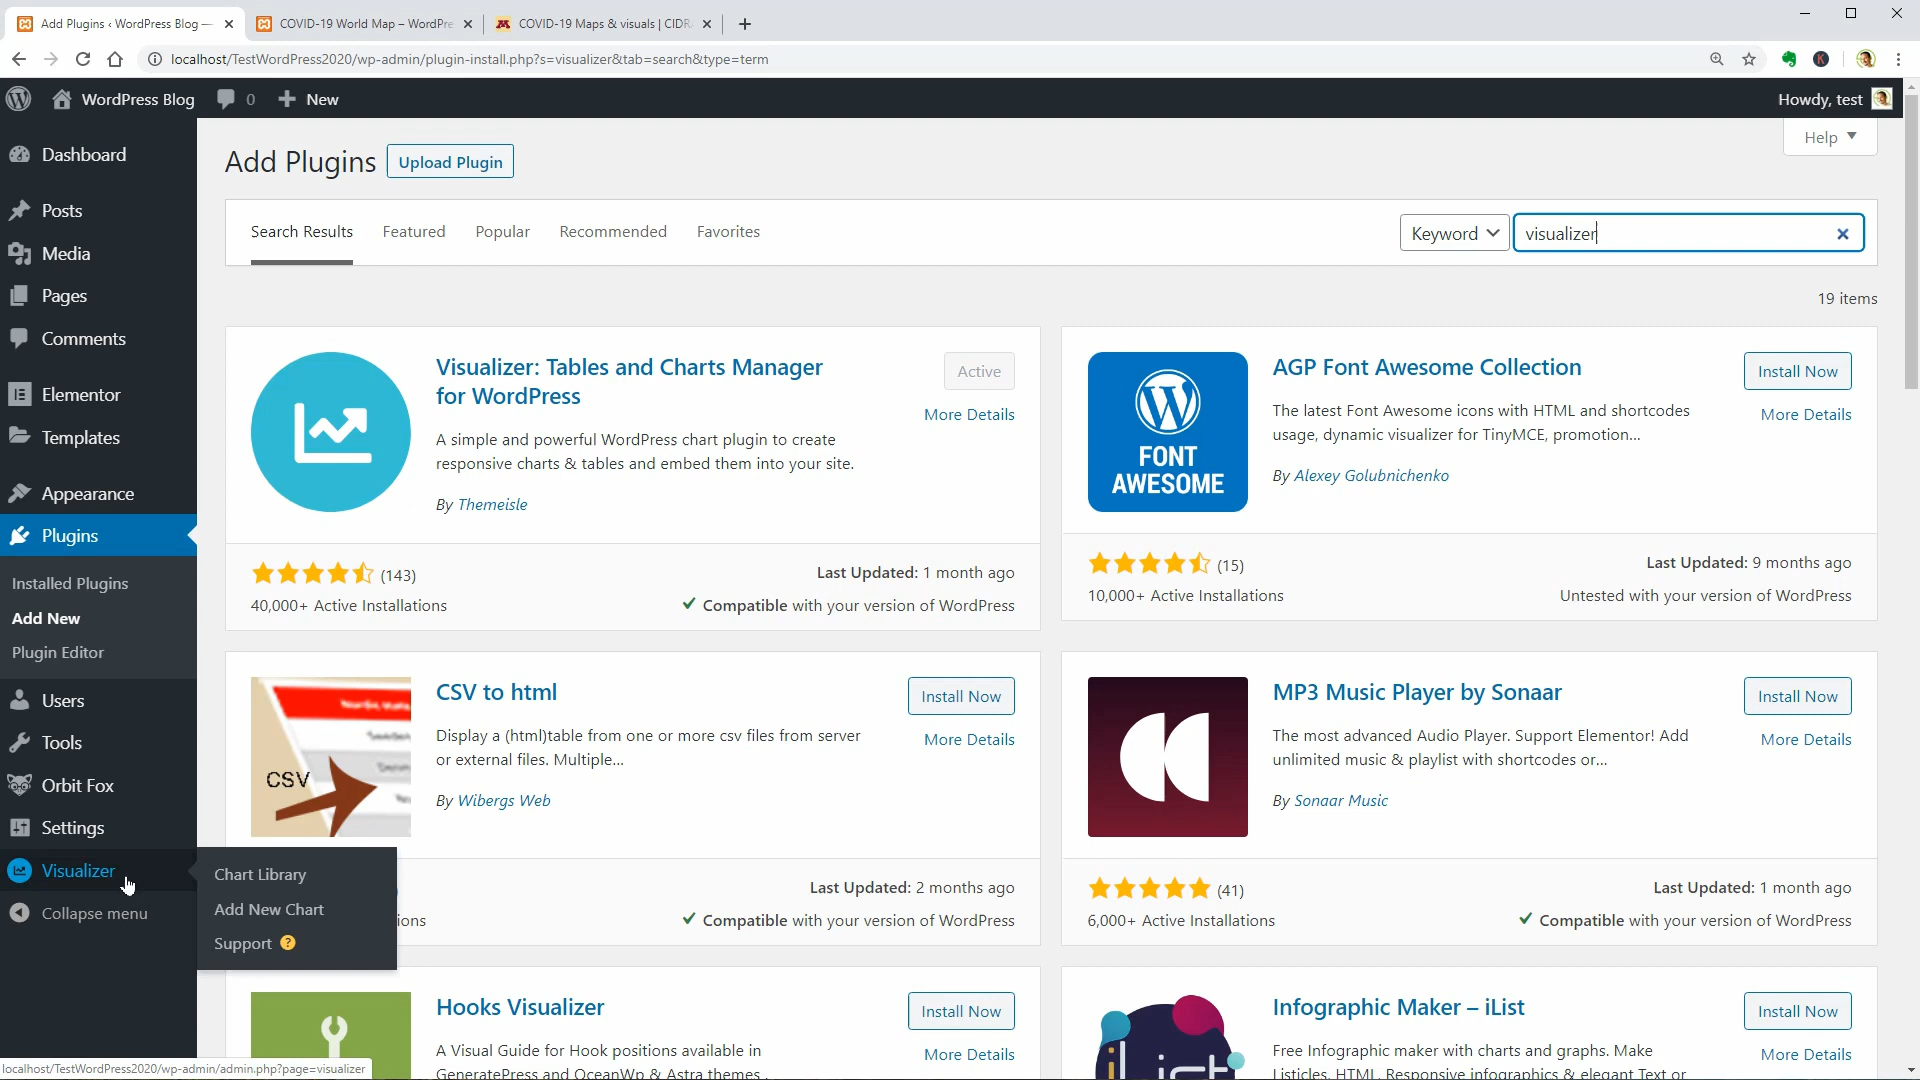 Add Plugins ‹ WordPress Blog —
COVID-19 World Map – WordPre
COVID-19 Maps & visuals | CIDR
localhost/TestWordPress2020/wp-admin/plugin-install.php?s=visualizer&tab=search&type=term
K
WordPress Blog
0
New
Howdy, test
Help
Dashboard
Posts
Media
Pages
Comments
Elementor
Templates
Appearance
Plugins
Installed Plugins
Add New
Plugin Editor
Users
Tools
Orbit Fox
Settings
Visualizer
Collapse menu
Chart Library
Add New Chart
Support ?
Add Plugins
Upload Plugin
Search Results
Featured
Popular
Recommended
Favorites
Keyword
visualizer
19 items
Visualizer: Tables and Charts Manager
for WordPress
Active
More Details
A simple and powerful WordPress chart plugin to create
responsive charts & tables and embed them into your site.
By Themeisle
(143)
40,000+ Active Installations
Last Updated: 1 month ago
Compatible with your version of WordPress
FONT
AWESOME
AGP Font Awesome Collection
Install Now
More Details
The latest Font Awesome icons with HTML and shortcodes
usage, dynamic visualizer for TinyMCE, promotion...
By Alexey Golubnichenko
(15)
10,000+ Active Installations
Last Updated: 9 months ago
Untested with your version of WordPress
CSV
CSV to html
Install Now
More Details
Display a (html)table from one or more csv files from server
or external files. Multiple...
By Wibergs Web
ions
Last Updated: 2 months ago
Compatible with your version of WordPress
MP3 Music Player by Sonaar
Install Now
More Details
The most advanced Audio Player. Support Elementor! Add
unlimited music & playlist with shortcodes or...
By Sonaar Music
(41)
6,000+ Active Installations
Last Updated: 1 month ago
Compatible with your version of WordPress
Hooks Visualizer
Install Now
More Details
A Visual Guide for Hook positions available in
GeneratePress and OceanWp & Astra themes
iList
Infographic Maker – iList
Install Now
More Details
Free Infographic maker with charts and graphs. Make
Listicles, HTML, Responsive infographics & elegant Text or
localhost/TestWordPress2020/wp-admin/admin.php?page=visualizer